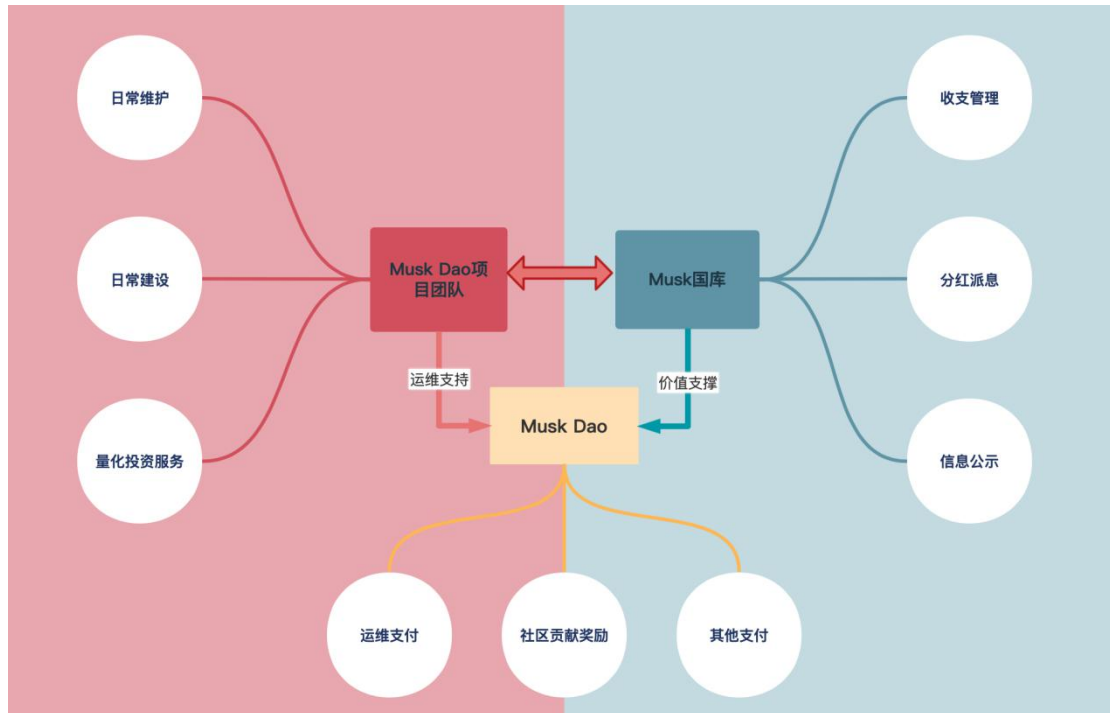 日常维护
日常建设
量化投资服务
Musk Dao项
目团队
Musk国库
收支管理
分红派息
信息公示
运维支持
价值支撑
Musk Dao
运维支付
社区贡献奖励
其他支付